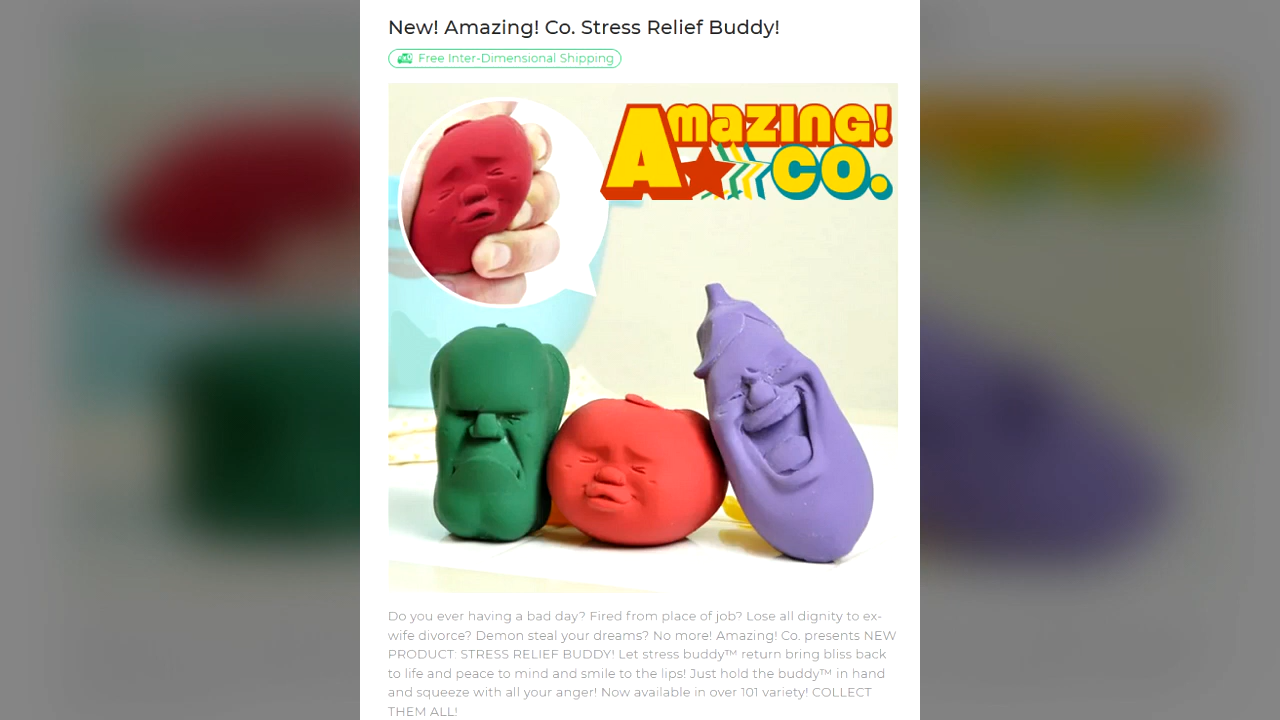 New! Amazing! Co. Stress Relief Buddy!
Free Inter-Dimensional Shipping
Amazing!
Co.
Do you ever having a bad day? Fired from place of job? Lose all dignity to ex-
wife divorce? Demon steal your dreams? No more! Amazing! Co. presents NEW
PRODUCT: STRESS RELIEF BUDDY! Let stress buddy™ return bring bliss back
to life and peace to mind and smile to the lips! Just hold the buddy™ in hand
and squeeze with all your anger! Now available in over 101 variety! COLLECT
THEM ALL!